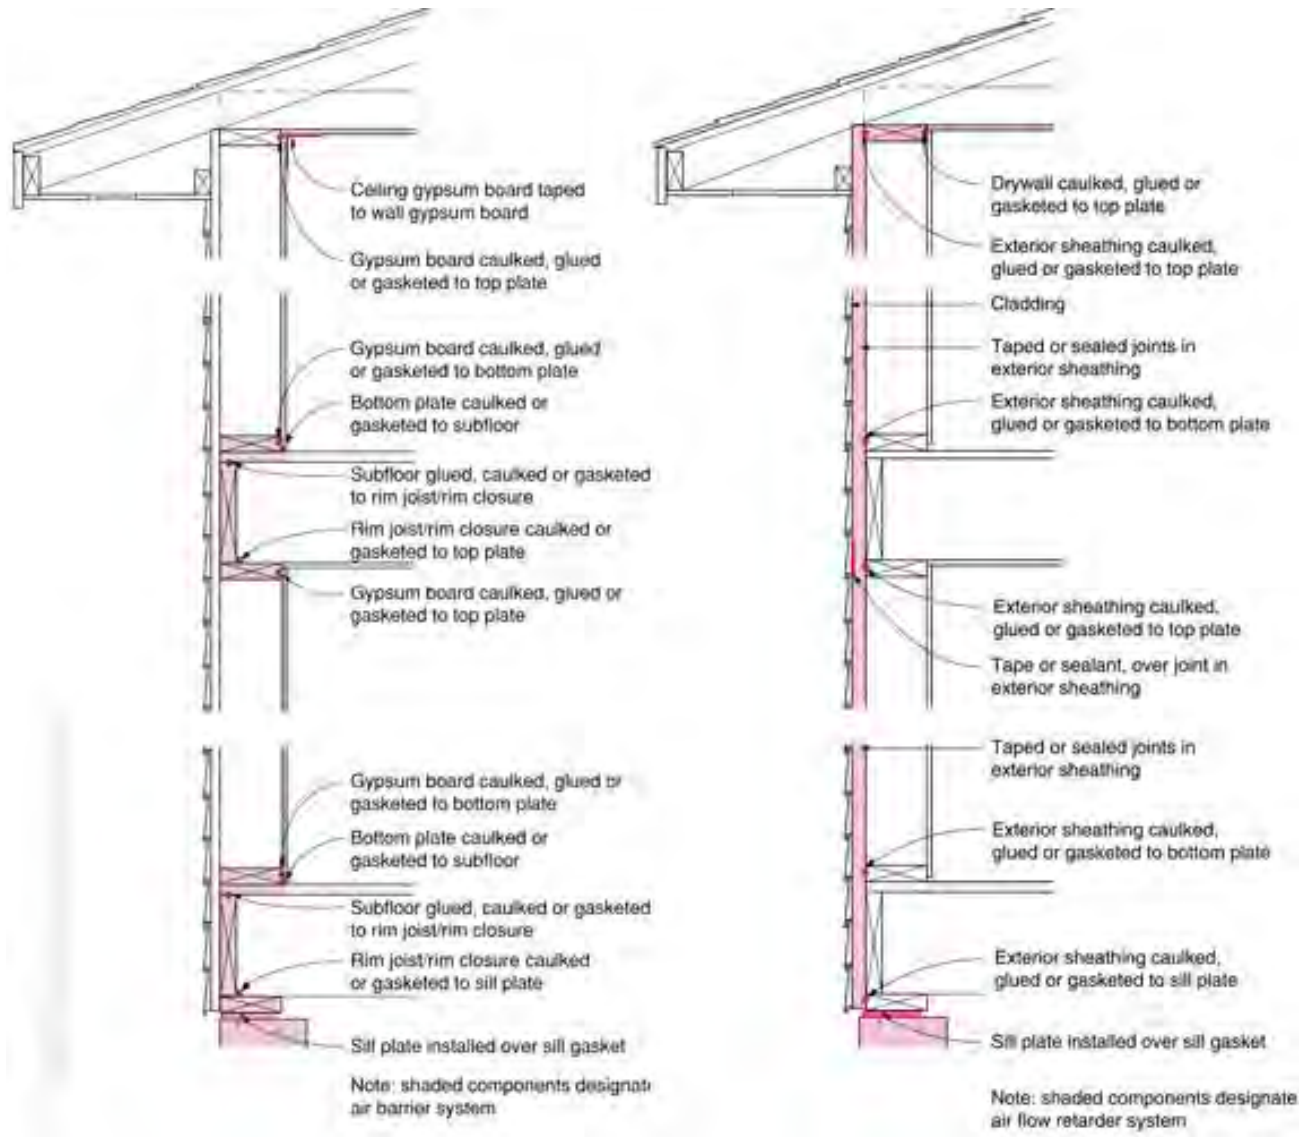 Ceiling gypsum board taped
to wall gypsum board
Gypsum board caulked, glued
or gasketed to top plate
Gypsum board caulked, glued
or gasketed to bottom plate
Bottom plate caulked or
gasketed to subfloor
Subfloor glued, caulked or gasketed
to rim joist/rim closure
Rim joist/rim closure caulked or
gasketed to top plate
Gypsum board caulked, glued or
gasketed to top plate
Gypsum board caulked, glued or
gasketed to bottom plate
Bottom plate caulked or
gasketed to subfloor
Subfloor glued, caulked or gasketed
to rim joist/rim closure
Rim joist/rim closure caulked
or gasketed to sill plate
Sill plate installed over sill gasket
Note: shaded components designate
air barrier system
Drywall caulked, glued or
gasketed to top plate
Exterior sheathing caulked,
glued or gasketed to top plate
Cladding
Taped or sealed joints in
exterior sheathing
Exterior sheathing caulked,
glued or gasketed to bottom plate
Exterior sheathing caulked,
glued or gasketed to top plate
Tape or sealant, over joint in
exterior sheathing
Taped or sealed joints in
exterior sheathing
Exterior sheathing caulked,
glued or gasketed to bottom plate
Exterior sheathing caulked,
glued or gasketed to sill plate
Sill plate installed over sill gasket
Note: shaded components designate
air flow retarder system